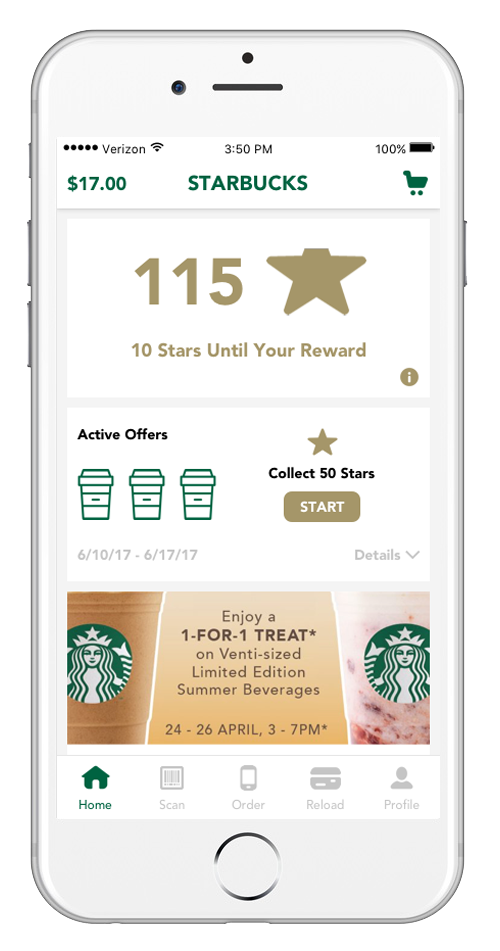 Verizon 3:50 PM 100%
$17.00 STARBUCKS
115
10 Stars Until Your Reward
i
Active Offers
Collect 50 Stars
START
6/10/17 - 6/17/17 Details
Enjoy a
1-FOR-1 TREAT*
on Venti-sized
Limited Edition
Summer Beverages
24 - 26 APRIL, 3 - 7PM*
Home Scan Order Reload Profile